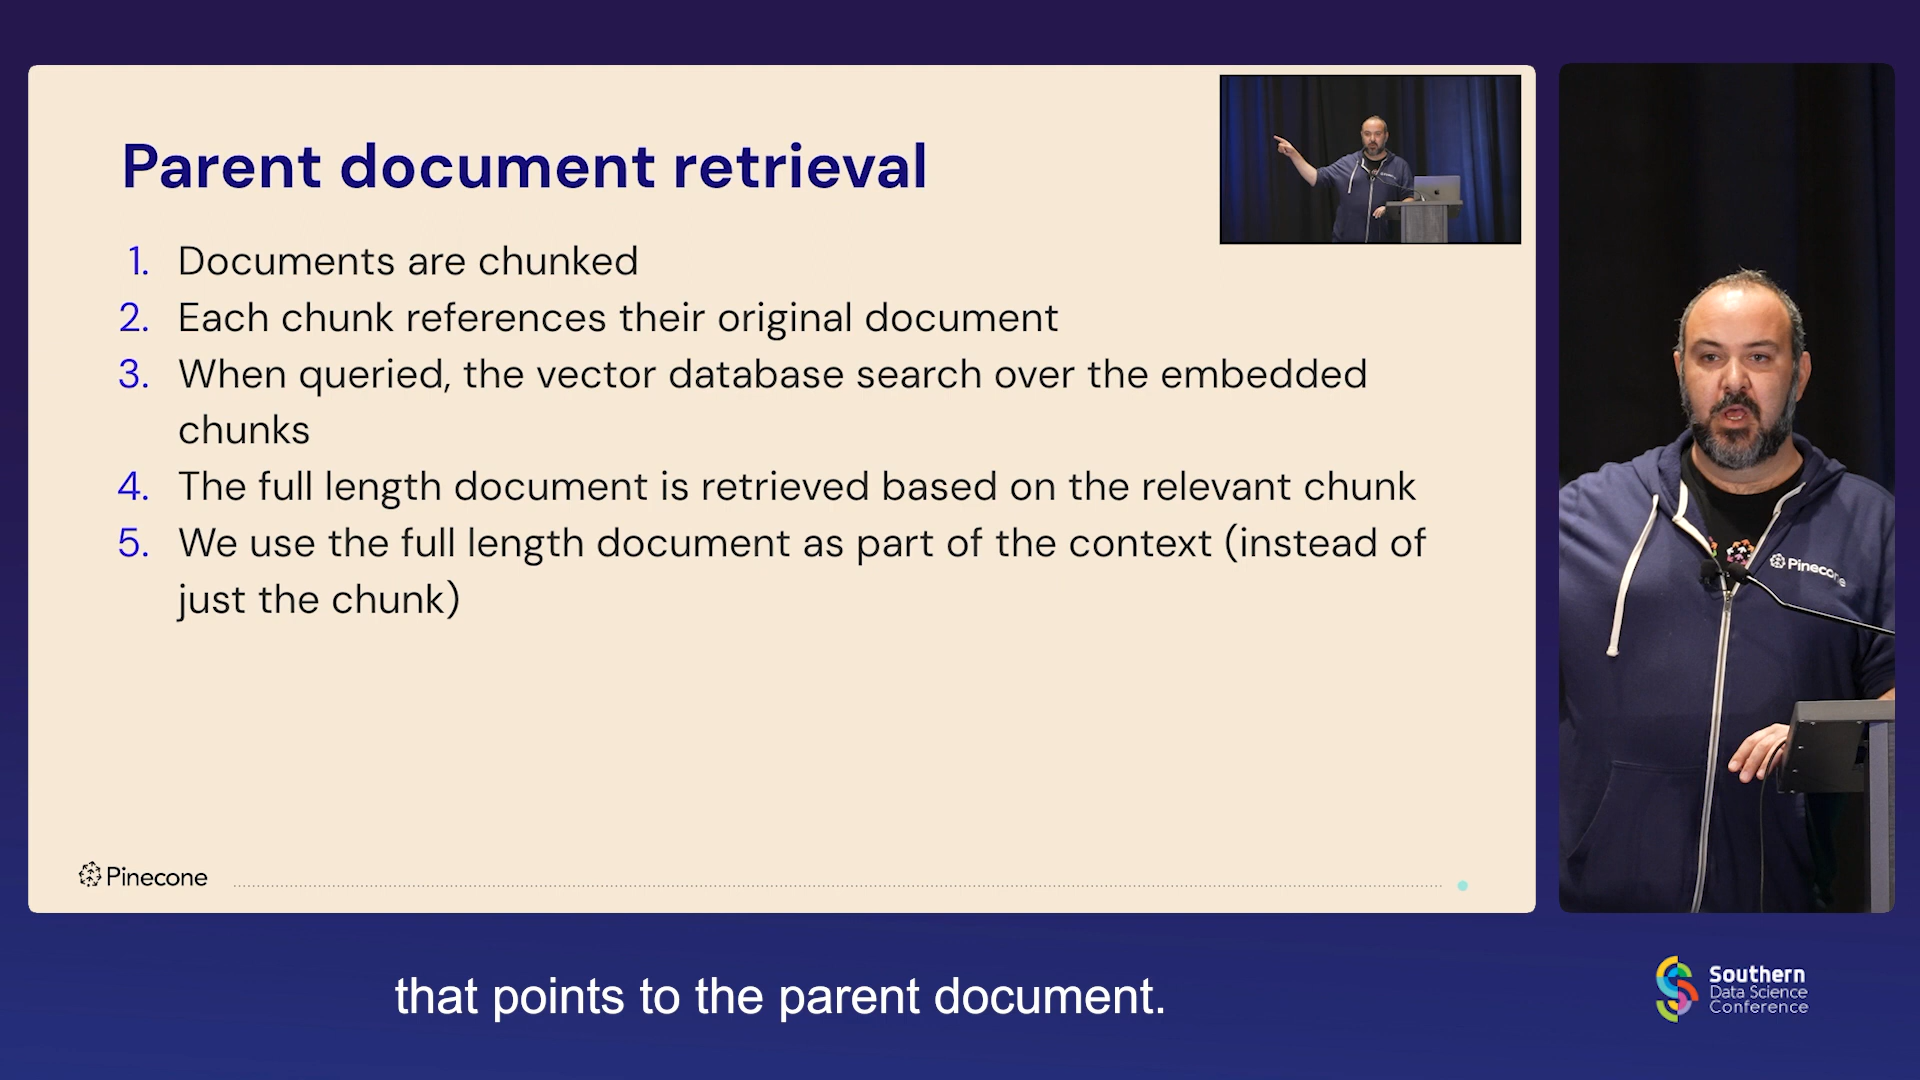 Parent document retrieval
1. Documents are chunked
2. Each chunk references their original document
3. When queried, the vector database search over the embedded
chunks
4. The full length document is retrieved based on the relevant chunk
5. We use the full length document as part of the context (instead of
just the chunk)
Pinecone
Pinecone
that points to the parent document.
Southern
Data Science
Conference